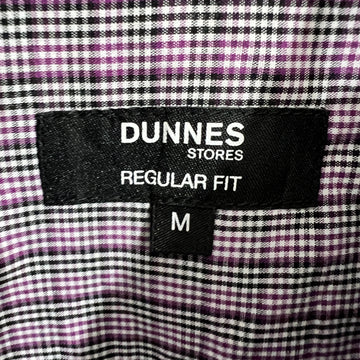 DUNNES
STORES
REGULAR FIT
M